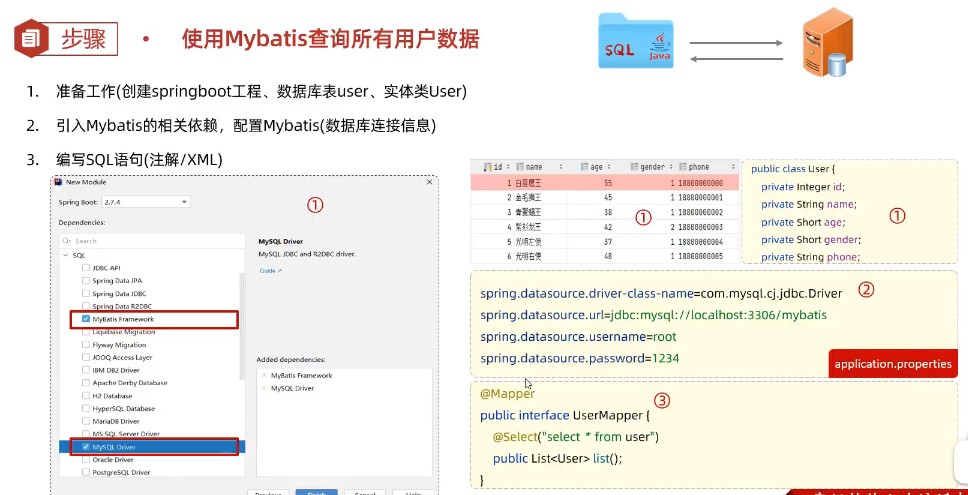 步骤
使用Mybatis查询所有用户数据
SQL
Java
1. 准备工作(创建springboot工程、数据库表user、实体类User)
2. 引入Mybatis的相关依赖，配置Mybatis(数据库连接信息)
3. 编写SQL语句(注解/XML)
New Module
Spring Boot: 2.7.4
①
Dependencies:
Search
SQL
JDBC API
Spring Data JPA
Spring Data JDBC
Spring Data R2DBC
MyBatis Framework
Liquibase Migration
Flyway Migration
JOOQ Access Layer
IBM DB2 Driver
Apache Derby Database
H2 Database
HyperSQL Database
MariaDB Driver
MS SQL Server Driver
MySQL Driver
Oracle Driver
PostgreSQL Driver
MySQL Driver
MySQL JDBC and R2DBC driver.
Guide
Added dependencies:
MyBatis Framework
MySQL Driver
Previous Finish Cancel Help
id name age gender phone
1 白眉鹰王 55 1 18800000000
2 金毛狮王 45 1 18800000001
3 青翼蝠王 38 1 18800000002
4 紫衫龙王 42 2 18800000003
5 光明左使 37 1 18800000004
6 光明右使 48 1 18800000005
①
public class User {
private Integer id;
private String name;
private Short age;
private Short gender;
private String phone;
①
spring.datasource.driver-class-name=com.mysql.cj.jdbc.Driver
②
spring.datasource.url=jdbc:mysql://localhost:3306/mybatis
spring.datasource.username=root
spring.datasource.password=1234
application.properties
@Mapper
③
public interface UserMapper {
@Select("select * from user")
public List<User> list();
}